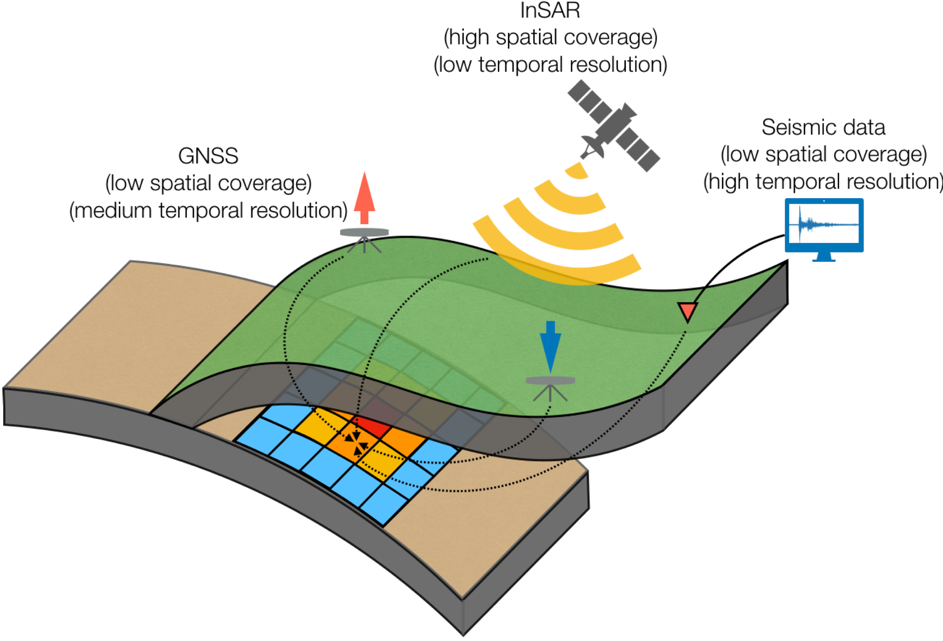 InSAR
(high spatial coverage)
(low temporal resolution)
Seismic data
(low spatial coverage)
(high temporal resolution)
GNSS
(low spatial coverage)
(medium temporal resolution)